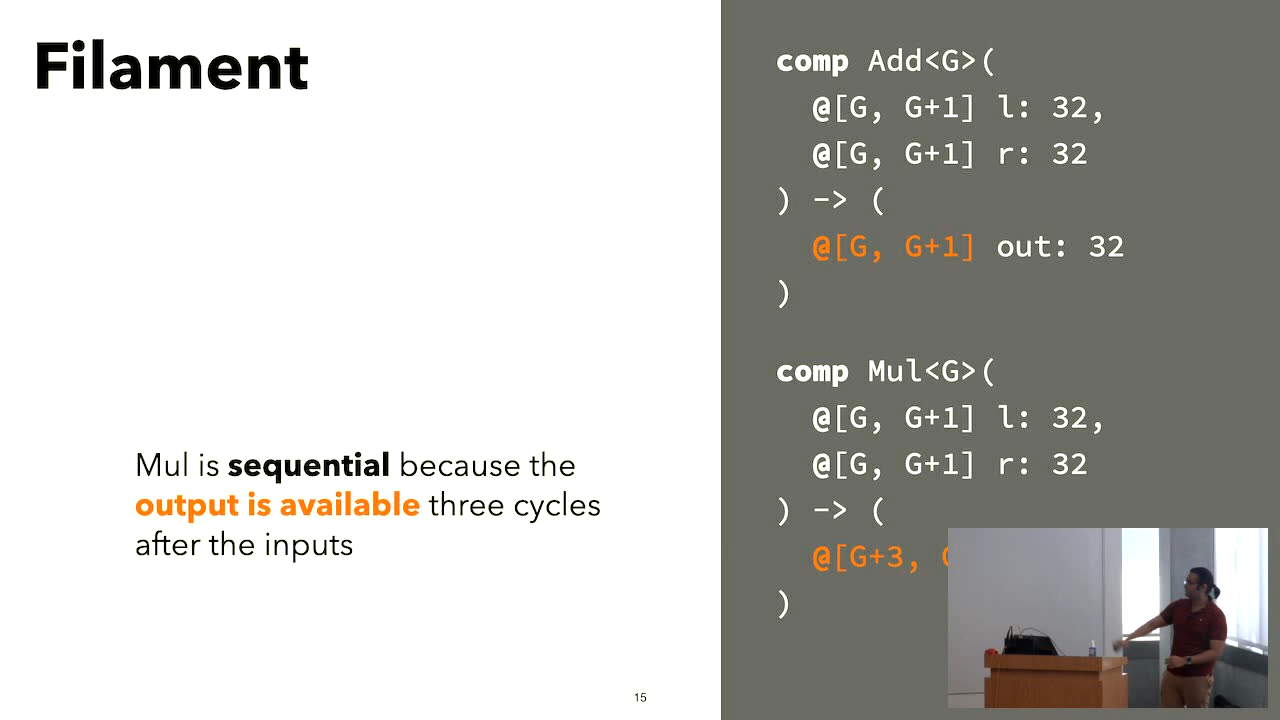 Filament
Mul is sequential because the
output is available three cycles
after the inputs
comp Add<G>(
@[G, G+1] l: 32,
@[G, G+1] r: 32
) -> (
@[G, G+1] out: 32
)
comp Mul<G>(
@[G, G+1] l: 32,
@[G, G+1] r: 32
) -> (
@[G+3,
)
15